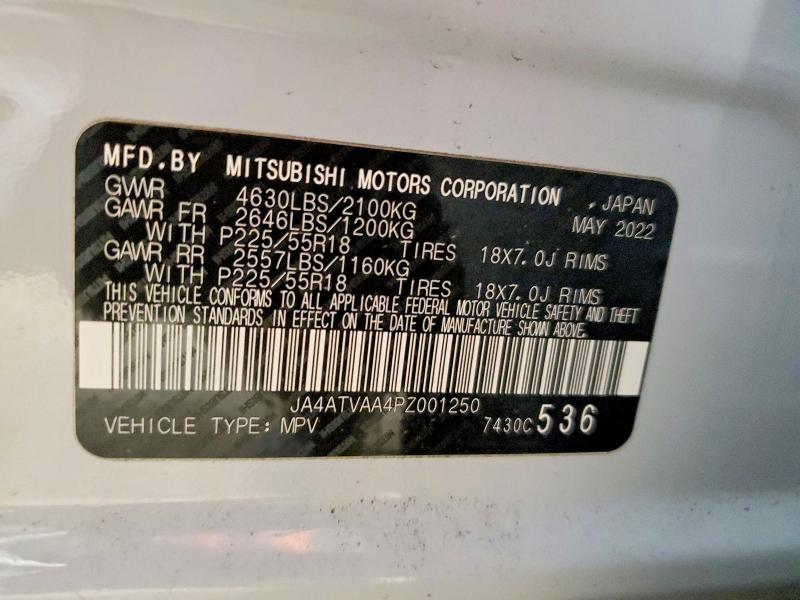 MFD.BY MITSUBISHI MOTORS CORPORATION , JAPAN
GVWR 4630LBS/2100KG MAY 2022
GAWR FR 2646LBS/1200KG
WITH P225/55R18 TIRES 18X7.0J RIMS
GAWR RR 2557LBS/1160KG
WITH P225/55R18 TIRES 18X7.0J RIMS
THIS VEHICLE CONFORMS TO ALL APPLICABLE FEDERAL MOTOR VEHICLE SAFETY AND THEFT
PREVENTION STANDARDS IN EFFECT ON THE DATE OF MANUFACTURE SHOWN ABOVE.
JA4ATVAA4PZ001250
VEHICLE TYPE: MPV 7430C536